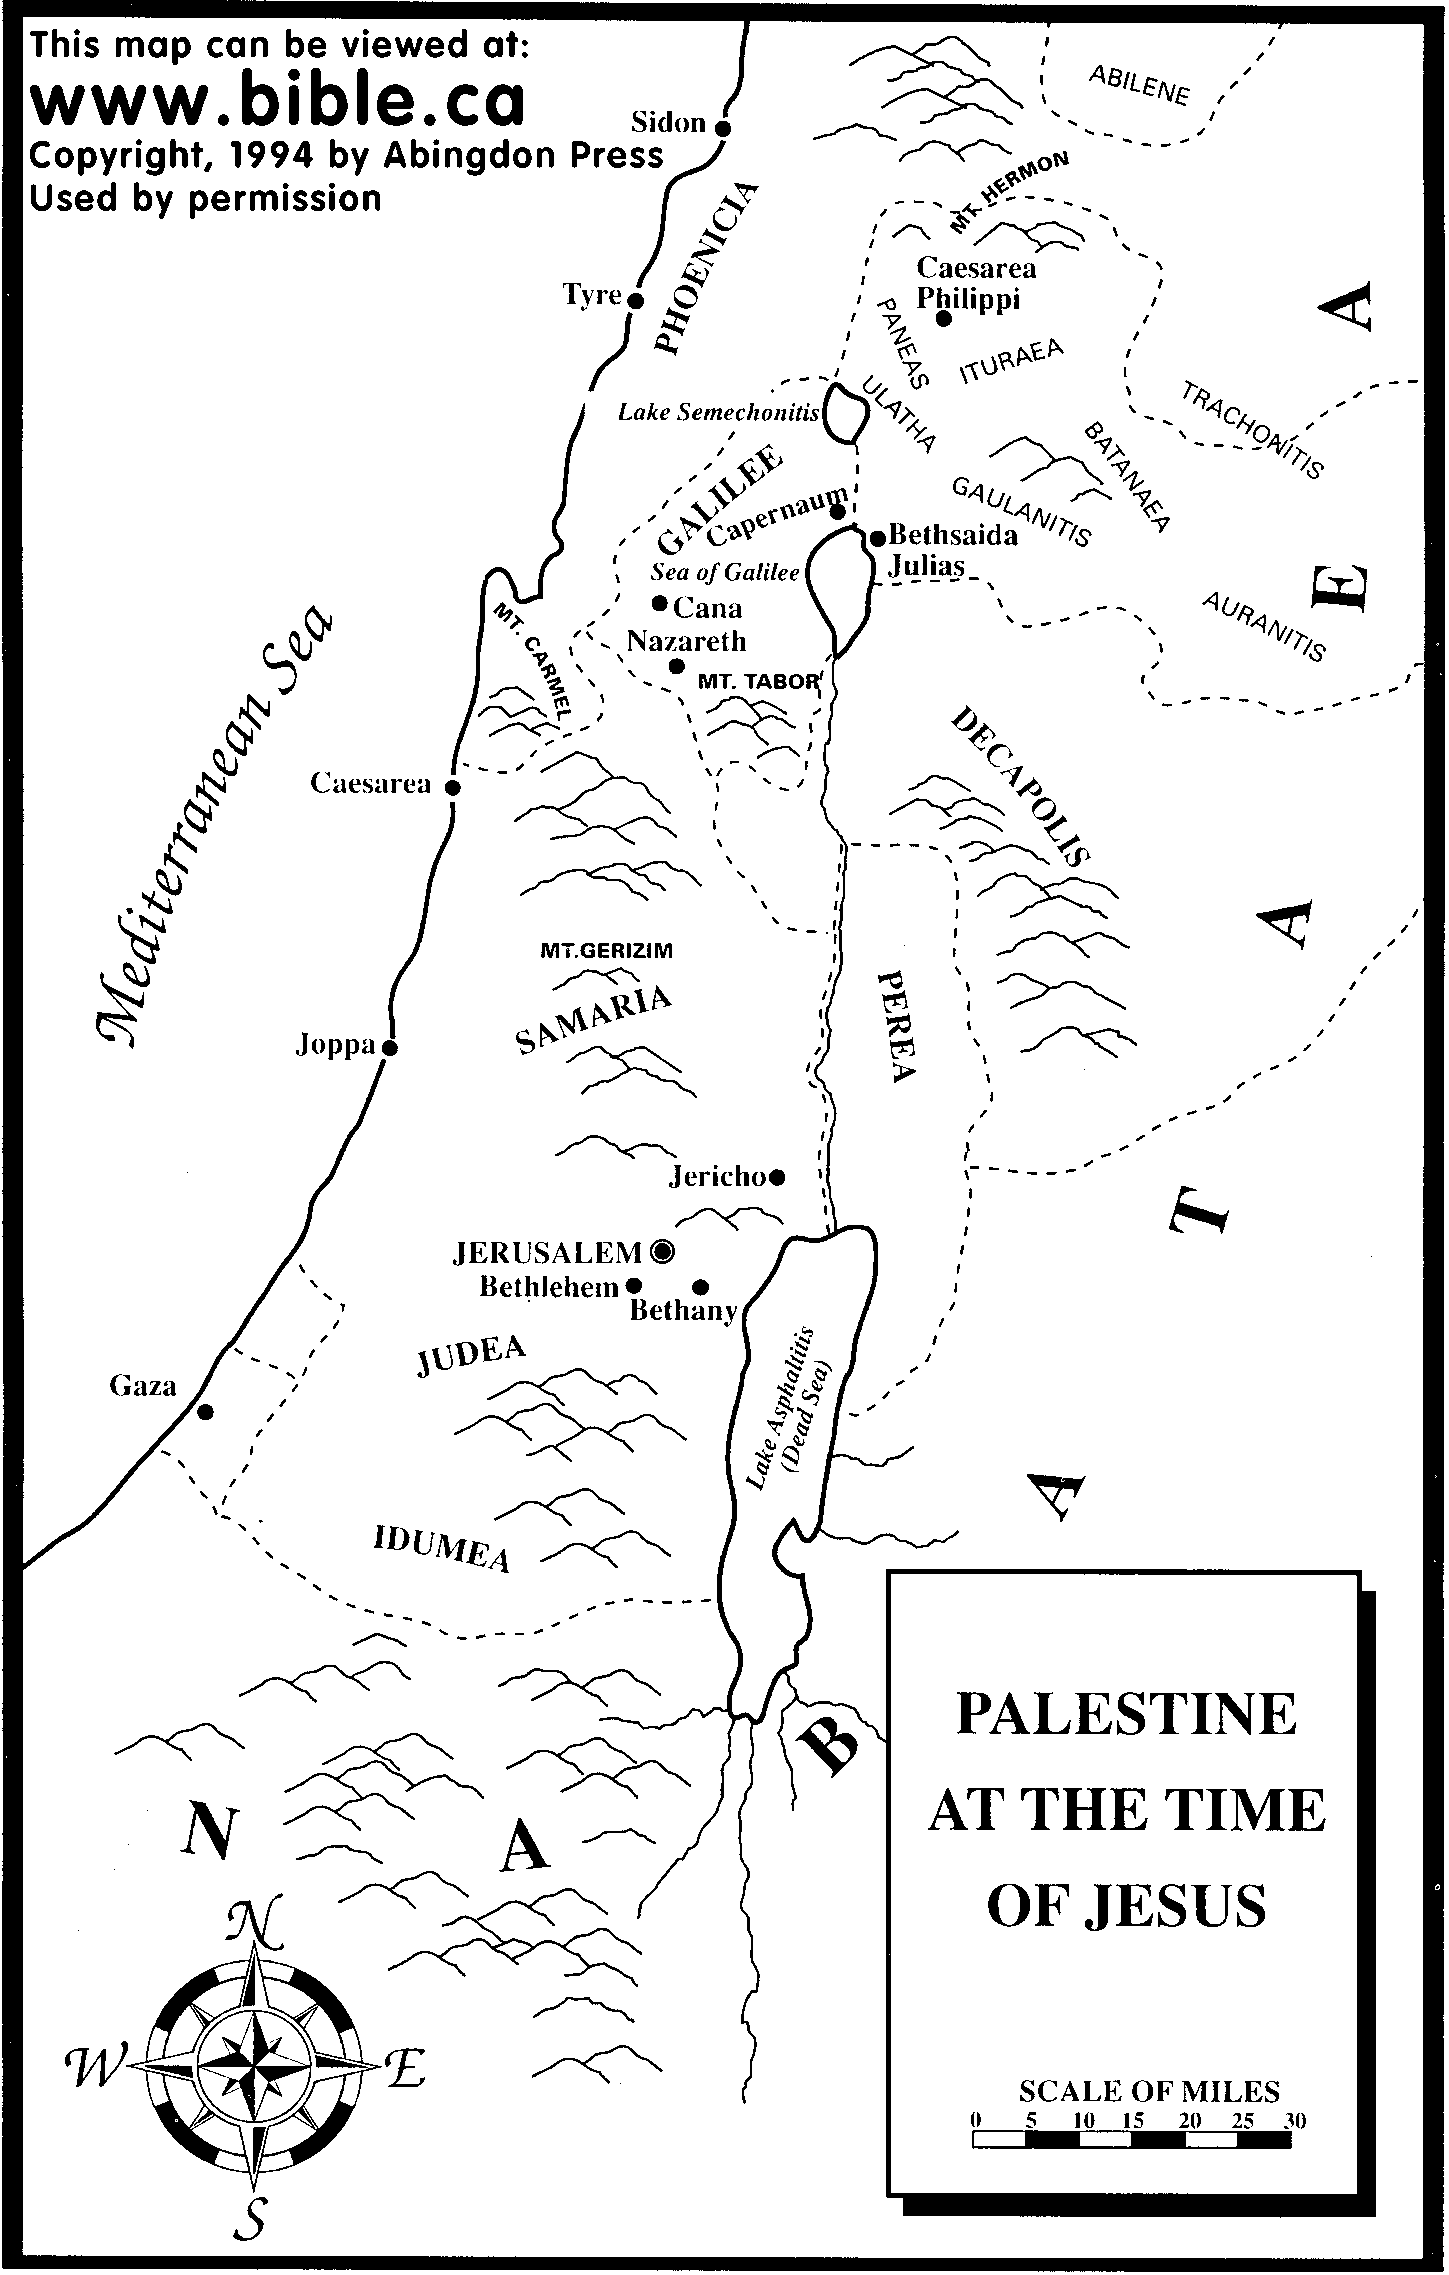 This map can be viewed at:
www.bible.ca
Copyright, 1994 by Abingdon Press
Used by permission
ABILENE
Sidon
MT. HERMON
PHOENICIA
Caesarea
Philippi
Tyre
PANEAS
ITURAEA
A
Lake Semechonitis
ULATHA
TRACHONITIS
BATANAEA
GALILEE
Capernaum
GAULANITIS
Bethsaida
Julias
Sea of Galilee
E
Cana
AURANITIS
Nazareth
MT. CARMEL
MT. TABOR
Mediterranean Sea
DECAPOLIS
Caesarea
A
MT.GERIZIM
SAMARIA
PEREA
Joppa
Jericho
T
JERUSALEM
Bethlehem
Bethany
JUDEA
Lake Asphaltitis
(Dead Sea)
Gaza
A
IDUMEA
B
N
A
PALESTINE
AT THE TIME
OF JESUS
SCALE OF MILES
0 5 10 15 20 25 30
N
W E
S